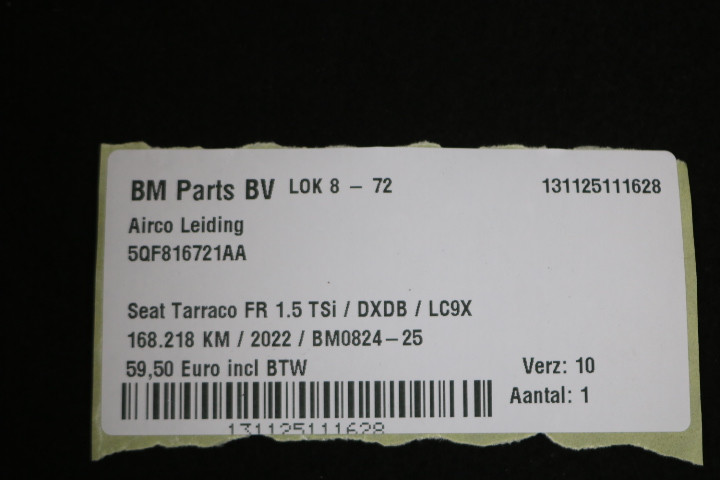 BM Parts BV LOK 8 – 72 131125111628
Airco Leiding
5QF816721AA
Seat Tarraco FR 1.5 TSi / DXDB / LC9X
168.218 KM / 2022 / BM0824-25
59,50 Euro incl BTW Verz: 10
Aantal: 1
131125111628